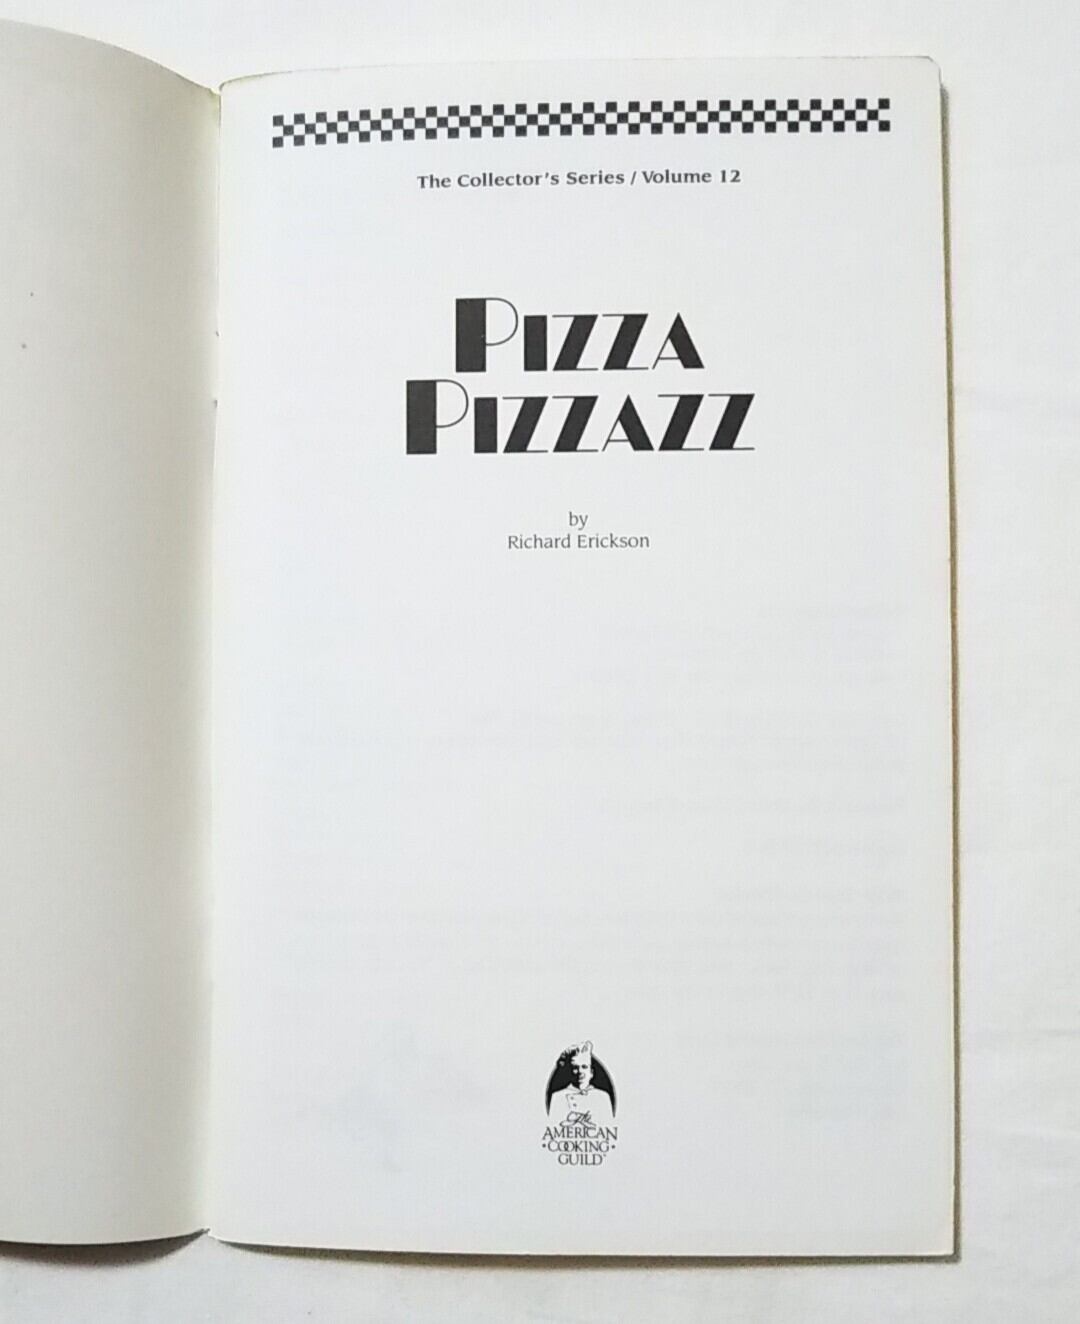 The Collector's Series / Volume 12
PIZZA
PIZZAZZ
by
Richard Erickson
The
AMERICAN
•COOKING•
GUILD